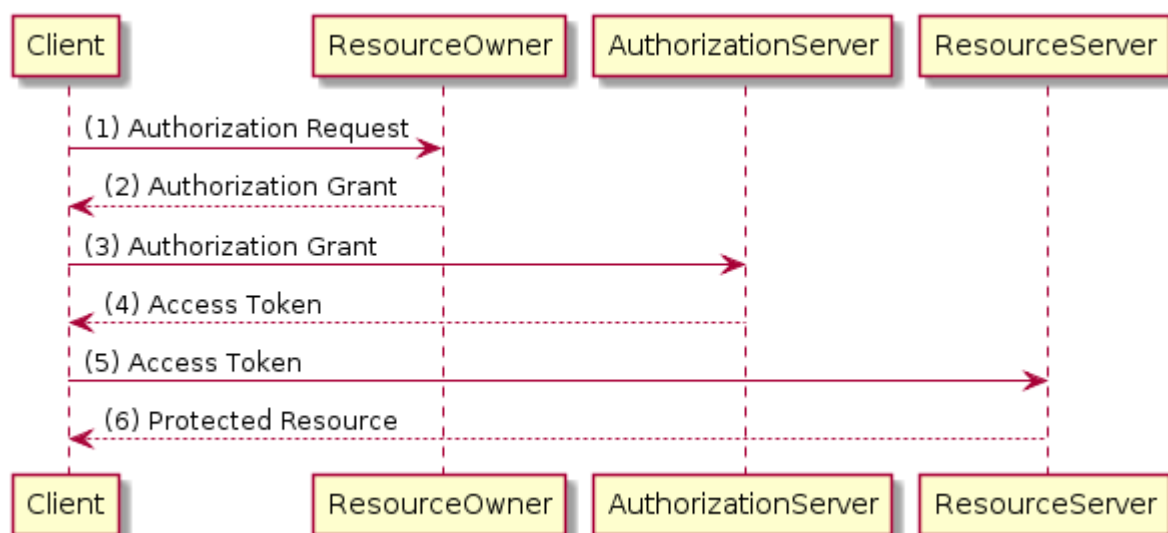 Client ResourceOwner AuthorizationServer ResourceServer
(1) Authorization Request
(2) Authorization Grant
(3) Authorization Grant
(4) Access Token
(5) Access Token
(6) Protected Resource
Client ResourceOwner AuthorizationServer ResourceServer